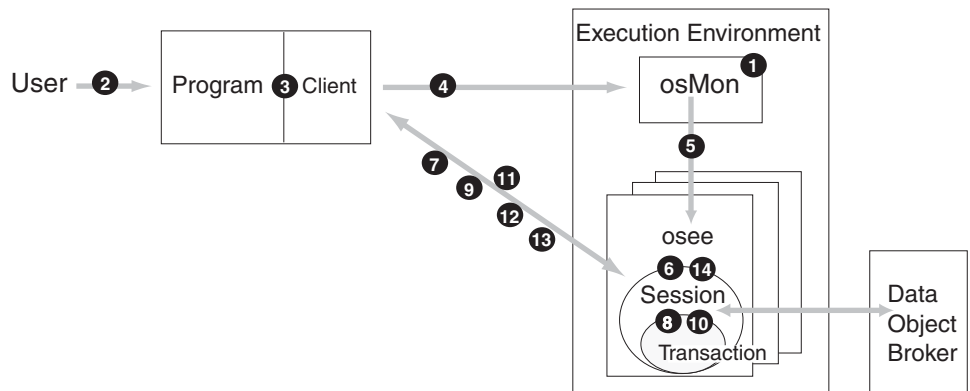 Execution Environment
1
osMon
User
2
Program
3
Client
4
5
7
9
11
12
13
osee
6
14
Session
8
10
Transaction
Data
Object
Broker